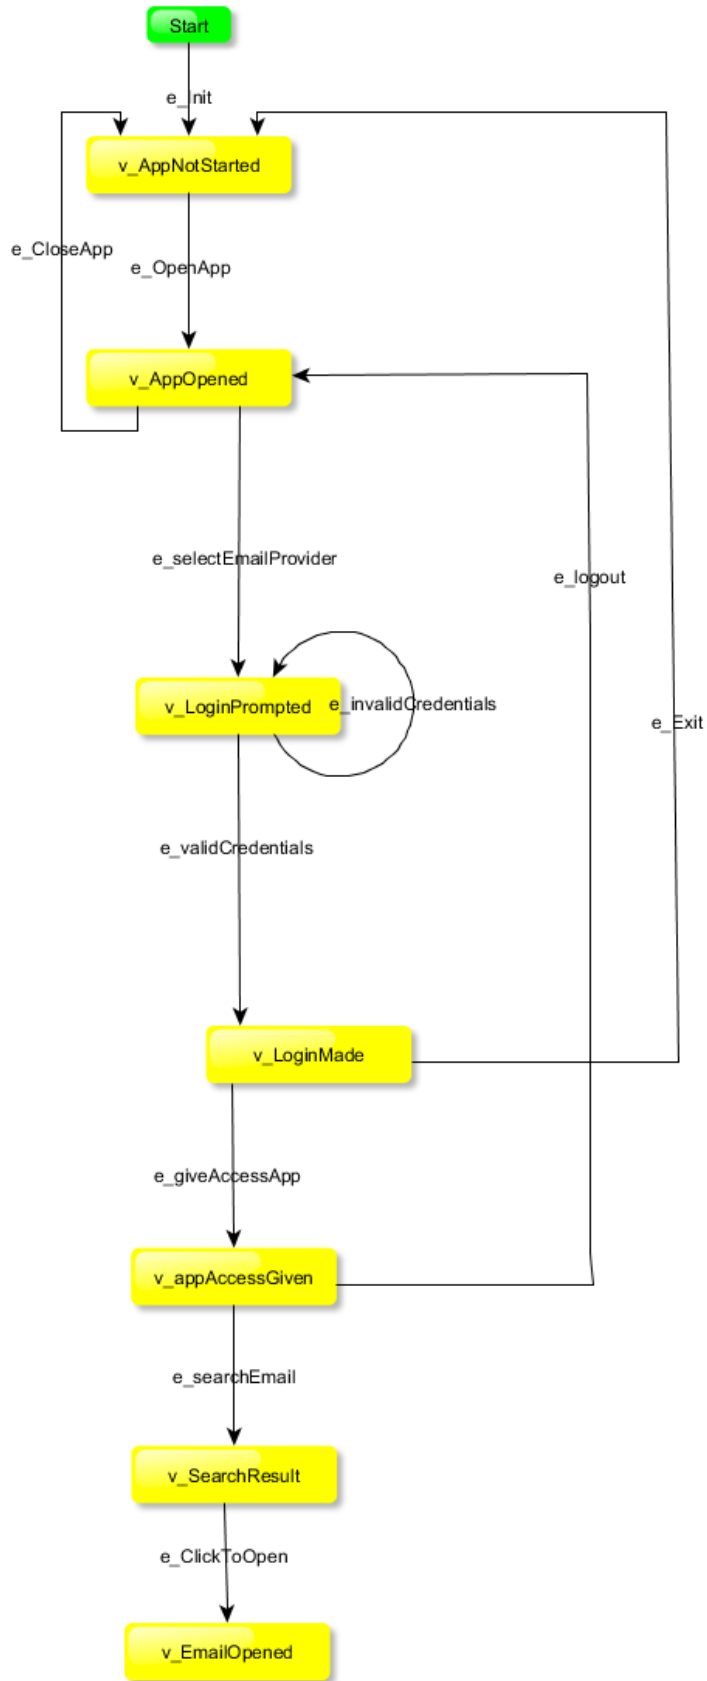 Start
e_Init
v_AppNotStarted
e_CloseApp
e_OpenApp
v_AppOpened
e_selectEmailProvider
e_logout
v_LoginPrompted
e_invalidCredentials
e_Exit
e_validCredentials
v_LoginMade
e_giveAccessApp
v_appAccessGiven
e_searchEmail
v_SearchResult
e_ClickToOpen
v_EmailOpened